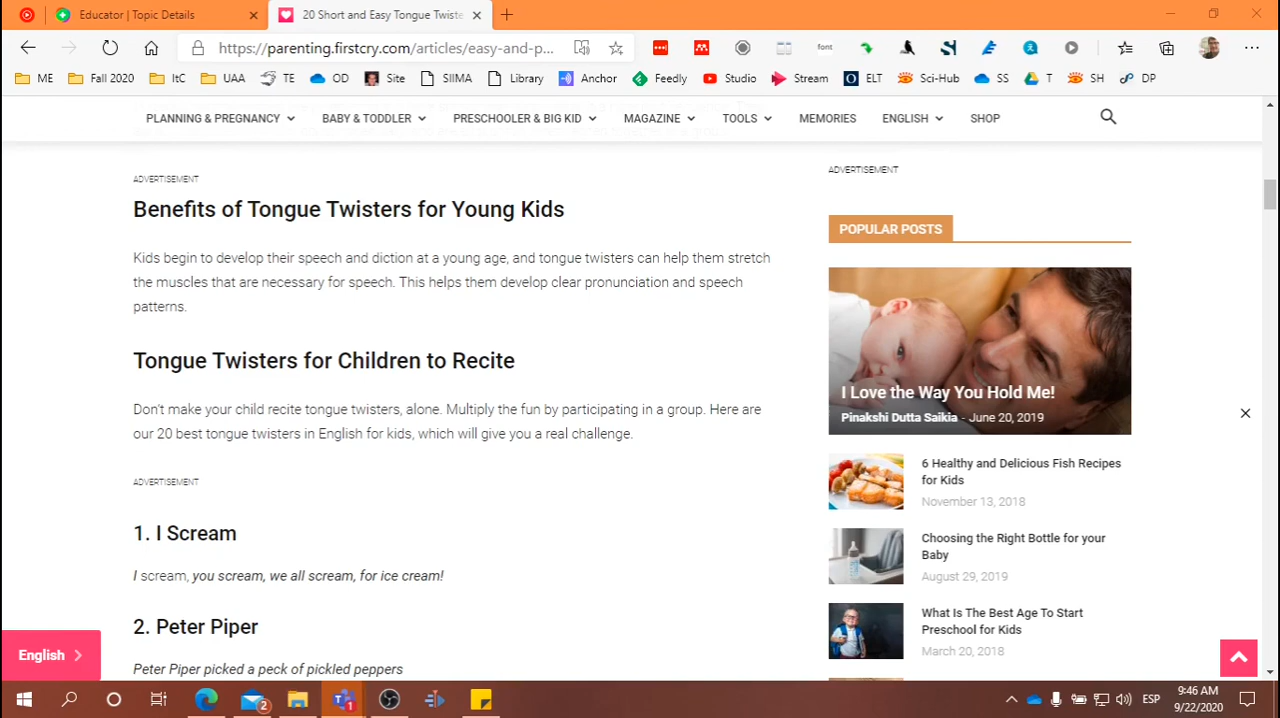 Educator | Topic Details
20 Short and Easy Tongue Twiste
https://parenting.firstcry.com/articles/easy-and-p...
font
ME
Fall 2020
ItC
UAA
TE
OD
Site
SIIMA
Library
Anchor
Feedly
Studio
Stream
ELT
Sci-Hub
SS
T
SH
DP
PLANNING & PREGNANCY
BABY & TODDLER
PRESCHOOLER & BIG KID
MAGAZINE
TOOLS
MEMORIES
ENGLISH
SHOP
ADVERTISEMENT
Benefits of Tongue Twisters for Young Kids
Kids begin to develop their speech and diction at a young age, and tongue twisters can help them stretch
the muscles that are necessary for speech. This helps them develop clear pronunciation and speech
patterns.
Tongue Twisters for Children to Recite
Don't make your child recite tongue twisters, alone. Multiply the fun by participating in a group. Here are
our 20 best tongue twisters in English for kids, which will give you a real challenge.
ADVERTISEMENT
1. I Scream
I scream, you scream, we all scream, for ice cream!
2. Peter Piper
Peter Piper picked a peck of pickled peppers
English
ADVERTISEMENT
POPULAR POSTS
I Love the Way You Hold Me!
Pinakshi Dutta Saikia - June 20, 2019
6 Healthy and Delicious Fish Recipes
for Kids
November 13, 2018
Choosing the Right Bottle for your
Baby
August 29, 2019
What Is The Best Age To Start
Preschool for Kids
March 20, 2018
2
1
ESP
9:46 AM
9/22/2020